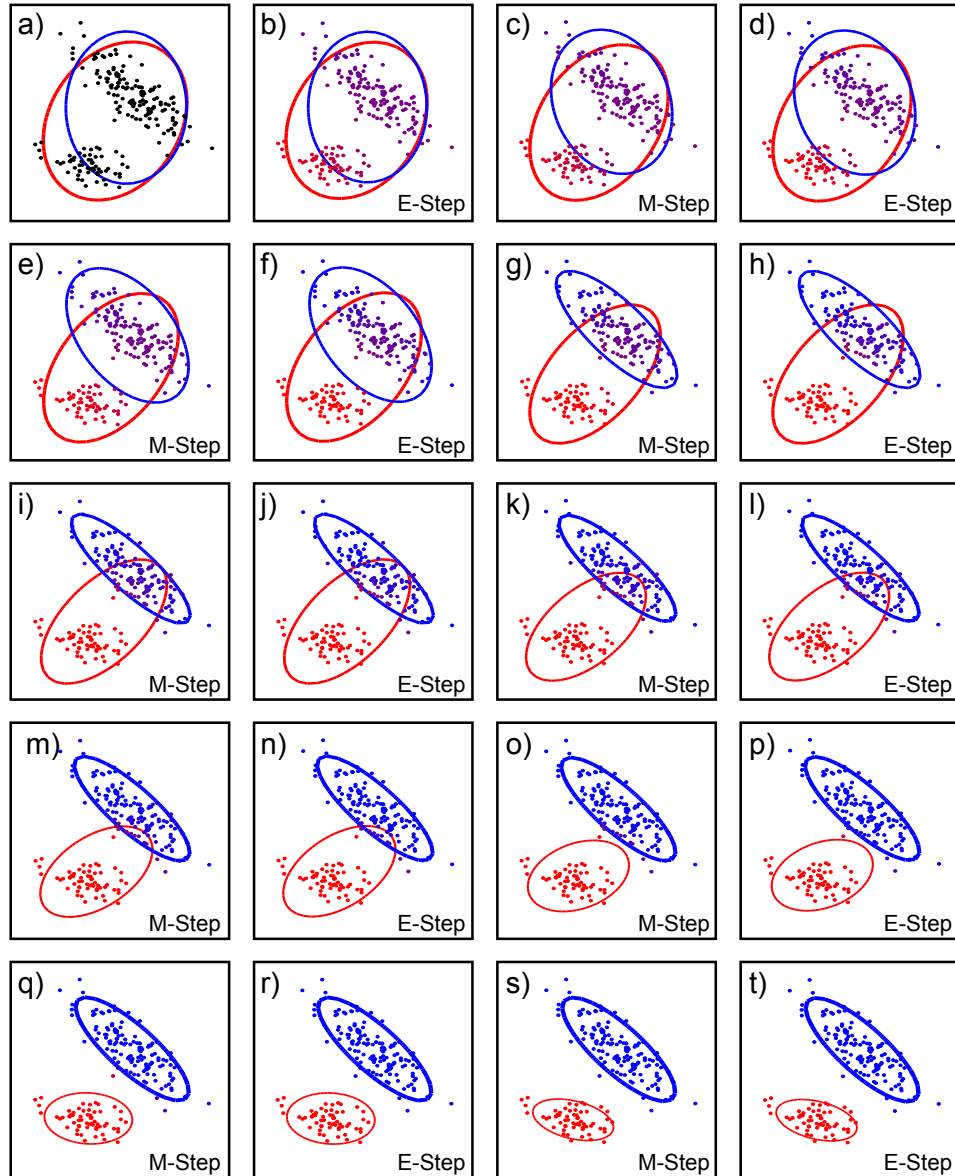 a)
b)
E-Step
c)
M-Step
d)
E-Step
e)
M-Step
f)
E-Step
g)
M-Step
h)
E-Step
i)
M-Step
j)
E-Step
k)
M-Step
l)
E-Step
m)
M-Step
n)
E-Step
o)
M-Step
p)
E-Step
q)
M-Step
r)
E-Step
s)
M-Step
t)
E-Step